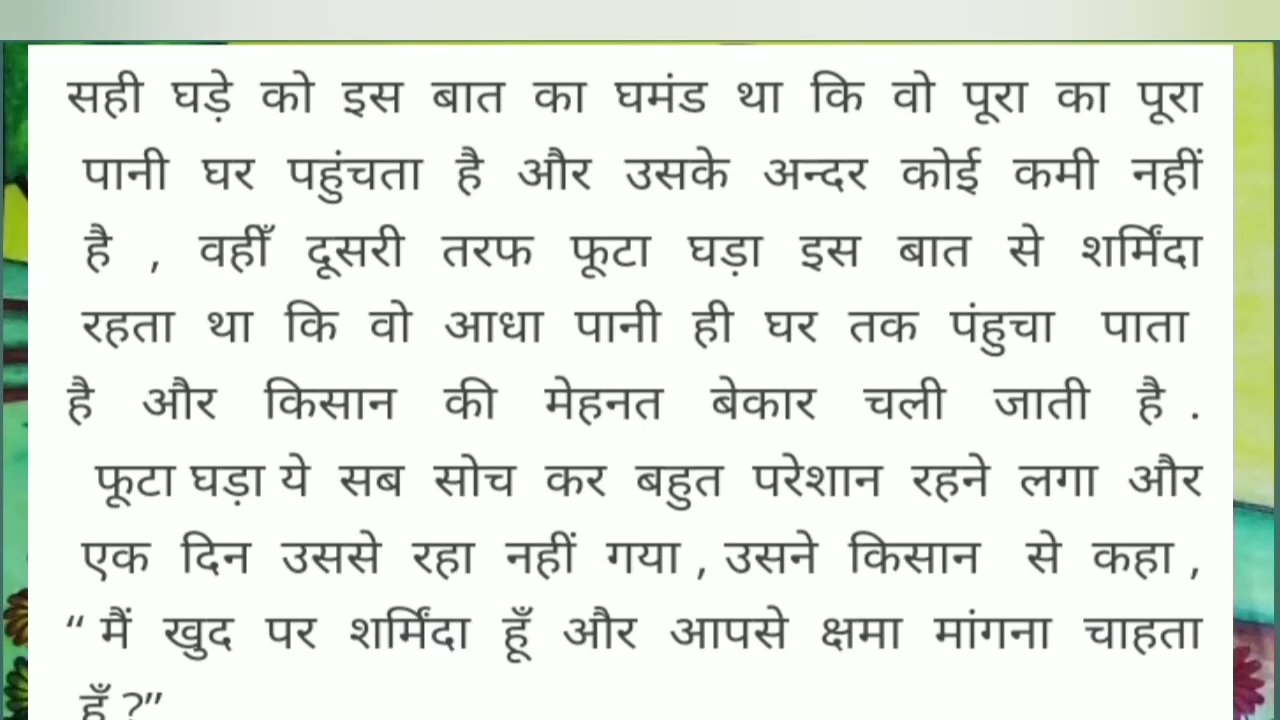 सही घड़े को इस बात का घमंड था कि वो पूरा का पूरा
पानी घर पहुंचता है और उसके अन्दर कोई कमी नहीं
है , वहीँ दूसरी तरफ फूटा घड़ा इस बात से शर्मिंदा
रहता था कि वो आधा पानी ही घर तक पंहुचा पाता
है और किसान की मेहनत बेकार चली जाती है .
फूटा घड़ा ये सब सोच कर बहुत परेशान रहने लगा और
एक दिन उससे रहा नहीं गया , उसने किसान से कहा ,
“ मैं खुद पर शर्मिंदा हूँ और आपसे क्षमा मांगना चाहता
हूँ ?”